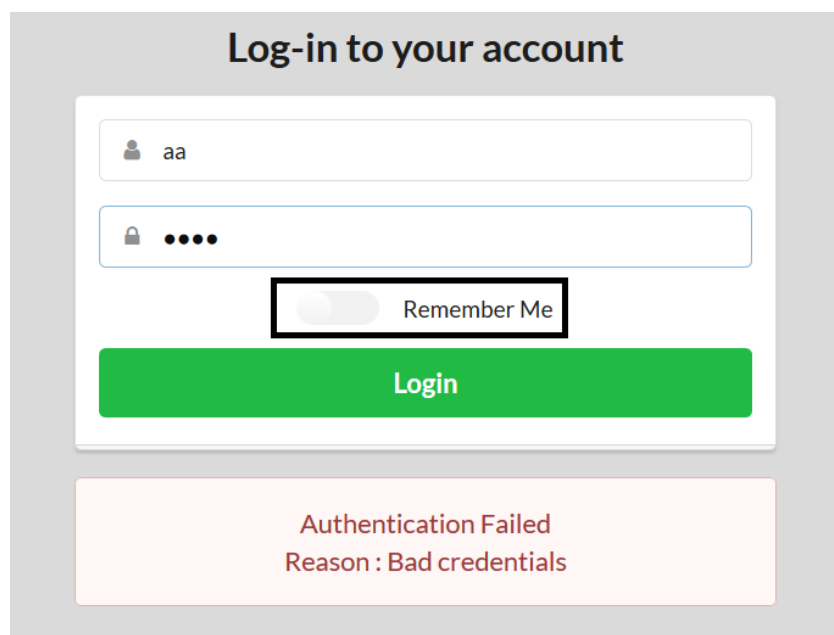 Log-in to your account
aa
••••
Remember Me
Login
Authentication Failed
Reason : Bad credentials